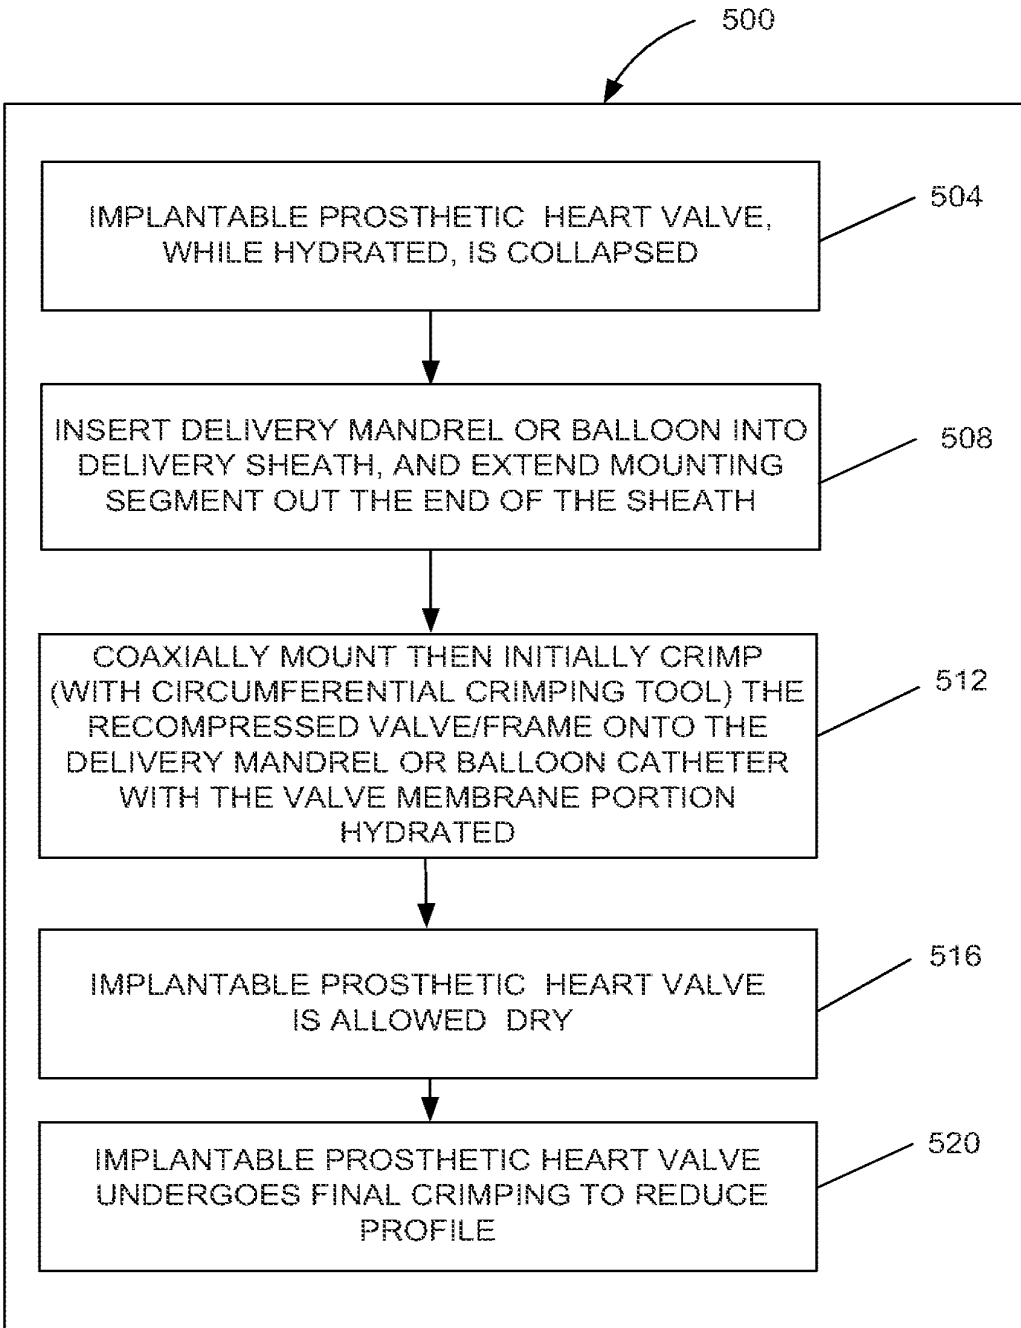 500
IMPLANTABLE PROSTHETIC HEART VALVE,
WHILE HYDRATED, IS COLLAPSED
504
INSERT DELIVERY MANDREL OR BALLOON INTO
DELIVERY SHEATH, AND EXTEND MOUNTING
SEGMENT OUT THE END OF THE SHEATH
508
COAXIALLY MOUNT THEN INITIALLY CRIMP
(WITH CIRCUMFERENTIAL CRIMPING TOOL) THE
RECOMPRESSED VALVE/FRAME ONTO THE
DELIVERY MANDREL OR BALLOON CATHETER
WITH THE VALVE MEMBRANE PORTION
HYDRATED
512
IMPLANTABLE PROSTHETIC HEART VALVE
IS ALLOWED DRY
516
IMPLANTABLE PROSTHETIC HEART VALVE
UNDERGOES FINAL CRIMPING TO REDUCE
PROFILE
520